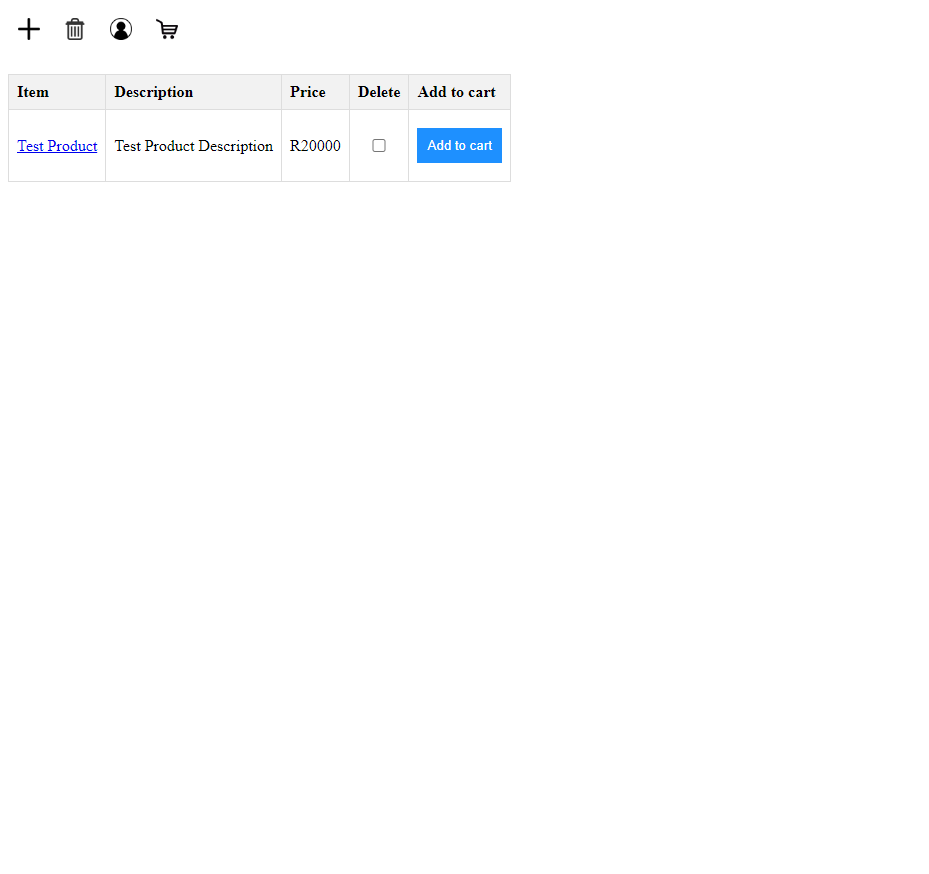 Item Description Price Delete Add to cart
Test Product Test Product Description R20000 Add to cart